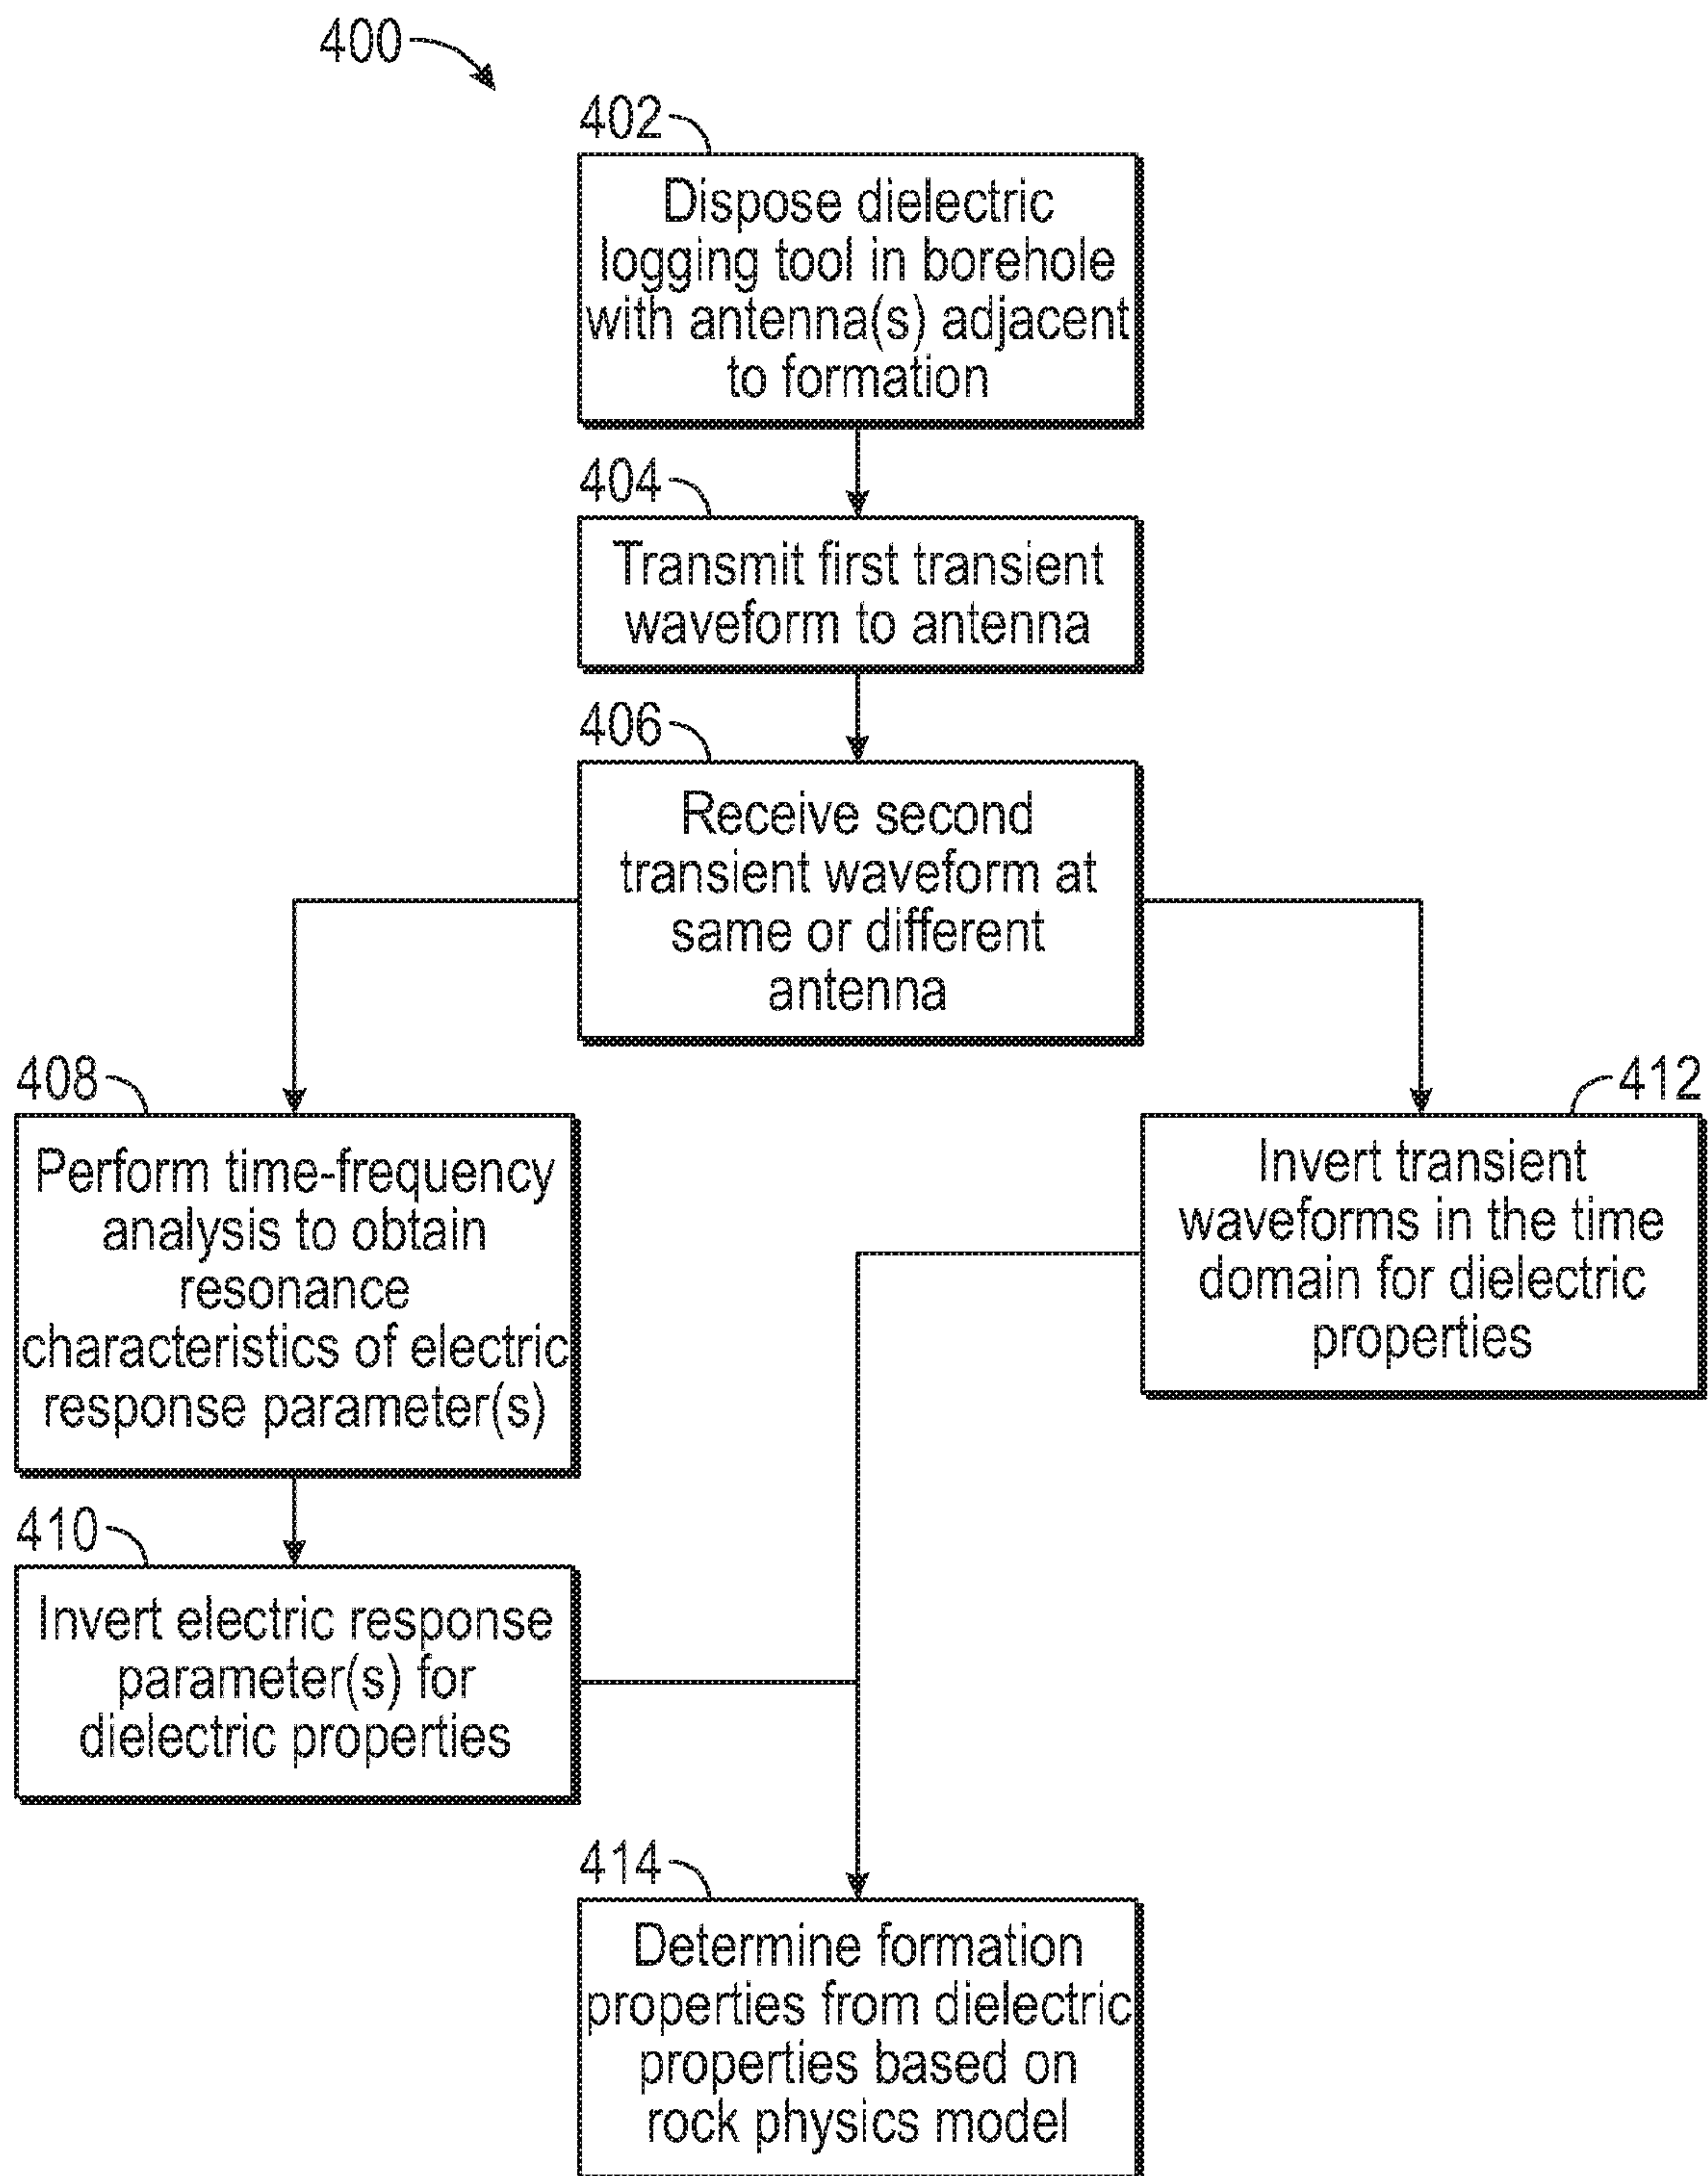 400
402
Dispose dielectric
logging tool in borehole
with antenna(s) adjacent
to formation
404
Transmit first transient
waveform to antenna
406
Receive second
transient waveform at
same or different
antenna
408
Perform time-frequency
analysis to obtain
resonance
characteristics of electric
response parameter(s)
410
Invert electric response
parameter(s) for
dielectric properties
412
Invert transient
waveforms in the time
domain for dielectric
properties
414
Determine formation
properties from dielectric
properties based on
rock physics model